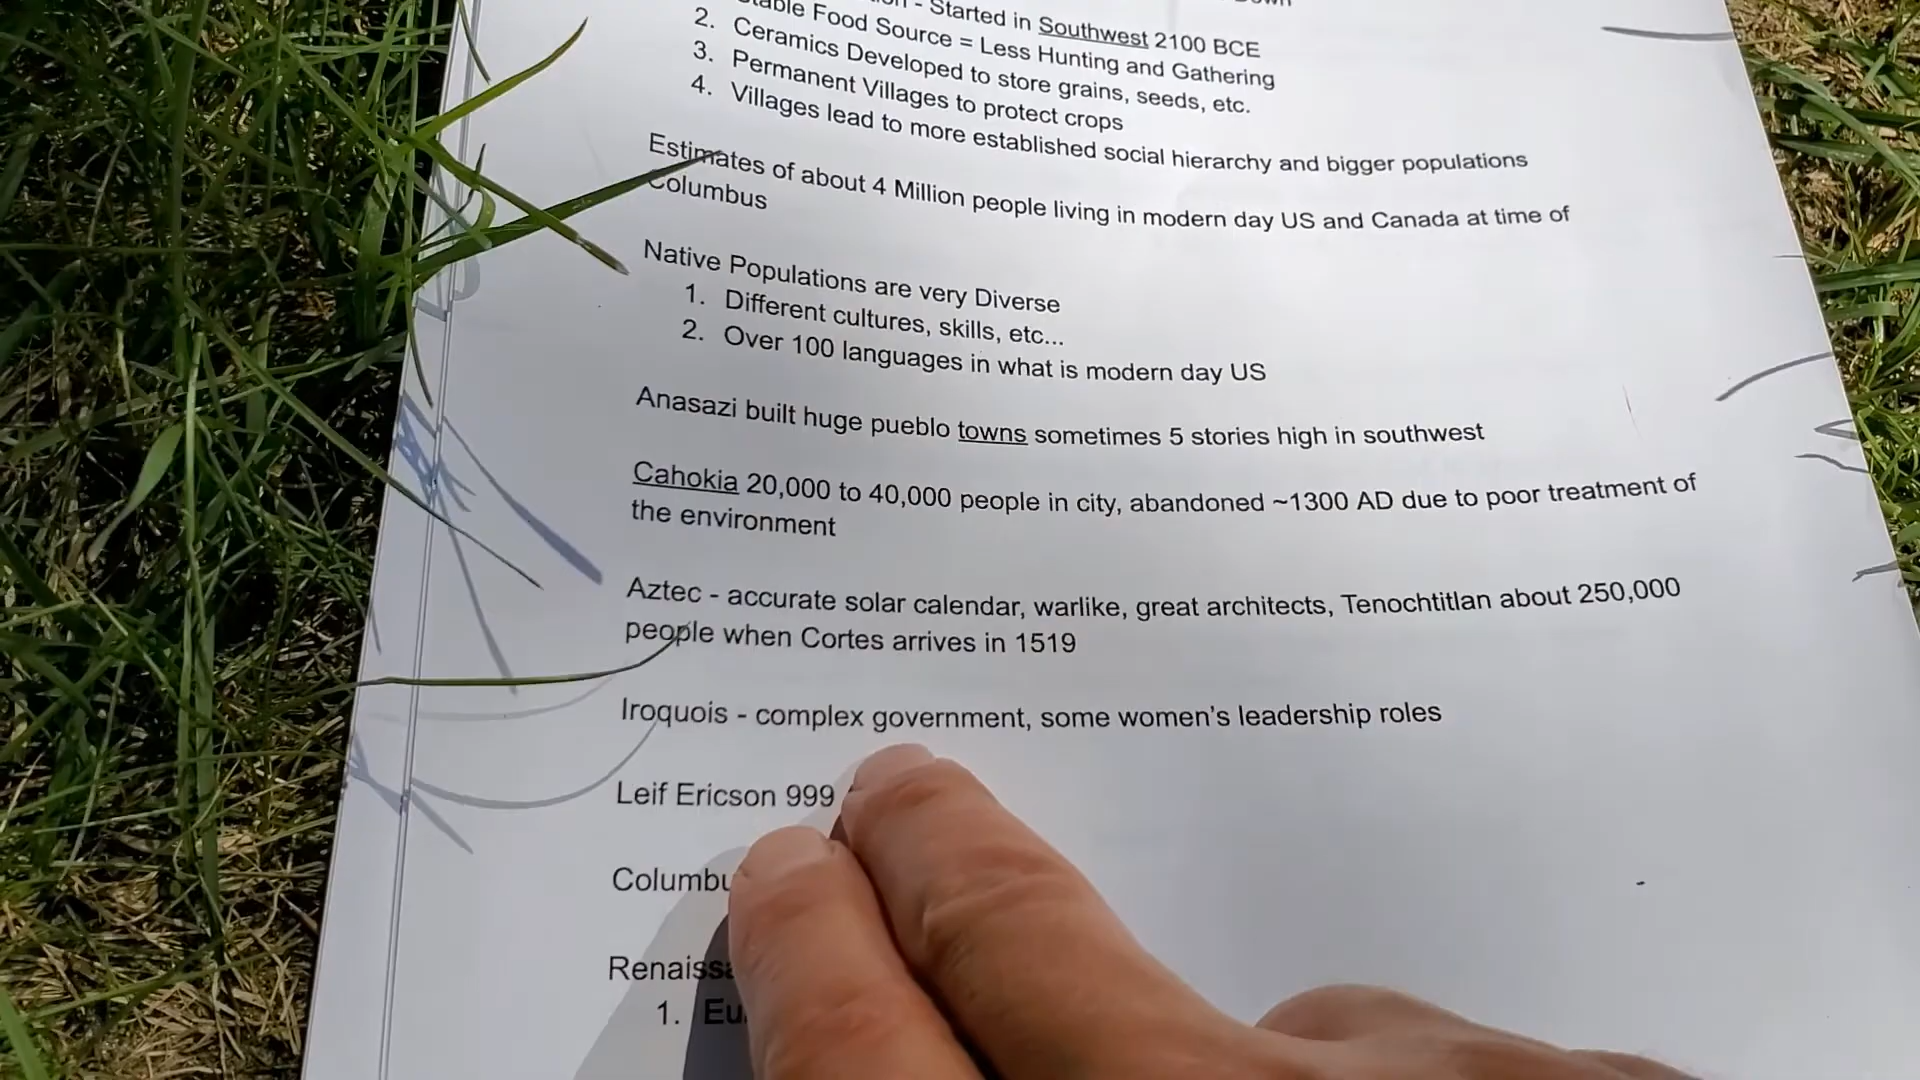 - Started in Southwest 2100 BCE
Food Source = Less Hunting and Gathering
2. Ceramics Developed to store grains, seeds, etc.
3. Permanent Villages to protect crops
4. Villages lead to more established social hierarchy and bigger populations
Estimates of about 4 Million people living in modern day US and Canada at time of
Columbus
Native Populations are very Diverse
1. Different cultures, skills, etc...
2. Over 100 languages in what is modern day US
Anasazi built huge pueblo towns sometimes 5 stories high in southwest
Cahokia 20,000 to 40,000 people in city, abandoned ~1300 AD due to poor treatment of
the environment
Aztec - accurate solar calendar, warlike, great architects, Tenochtitlan about 250,000
people when Cortes arrives in 1519
Iroquois - complex government, some women's leadership roles
Leif Ericson 999
Columbu
Renaissa
1. Eu